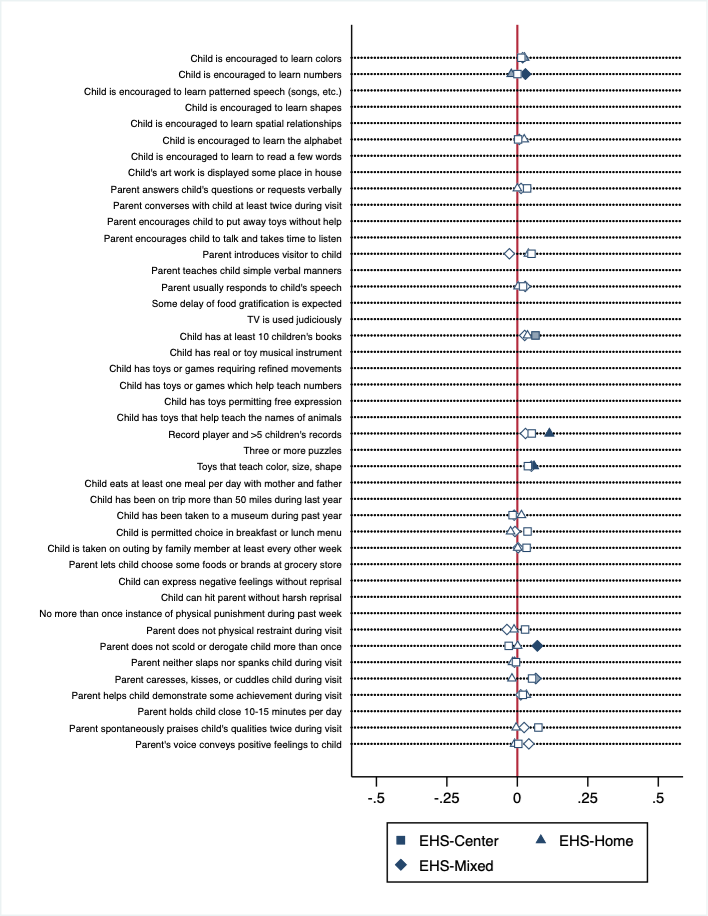 Child is encouraged to learn colors
Child is encouraged to learn numbers
Child is encouraged to learn patterned speech (songs, etc.)
Child is encouraged to learn shapes
Child is encouraged to learn spatial relationships
Child is encouraged to learn the alphabet
Child is encouraged to learn to read a few words
Child's art work is displayed some place in house
Parent answers child's questions or requests verbally
Parent converses with child at least twice during visit
Parent encourages child to put away toys without help
Parent encourages child to talk and takes time to listen
Parent introduces visitor to child
Parent teaches child simple verbal manners
Parent usually responds to child's speech
Some delay of food gratification is expected
TV is used judiciously
Child has at least 10 children's books
Child has real or toy musical instrument
Child has toys or games requiring refined movements
Child has toys or games which help teach numbers
Child has toys permitting free expression
Child has toys that help teach the names of animals
Record player and >5 children's records
Three or more puzzles
Toys that teach color, size, shape
Child eats at least one meal per day with mother and father
Child has been on trip more than 50 miles during last year
Child has been taken to a museum during past year
Child is permitted choice in breakfast or lunch menu
Child is taken on outing by family member at least every other week
Parent lets child choose some foods or brands at grocery store
Child can express negative feelings without reprisal
Child can hit parent without harsh reprisal
No more than once instance of physical punishment during past week
Parent does not physical restraint during visit
Parent does not scold or derogate child more than once
Parent neither slaps nor spanks child during visit
Parent caresses, kisses, or cuddles child during visit
Parent helps child demonstrate some achievement during visit
Parent holds child close 10-15 minutes per day
Parent spontaneously praises child's qualities twice during visit
Parent's voice conveys positive feelings to child
-.5 -.25 0 .25 .5
EHS-Center EHS-Home
EHS-Mixed